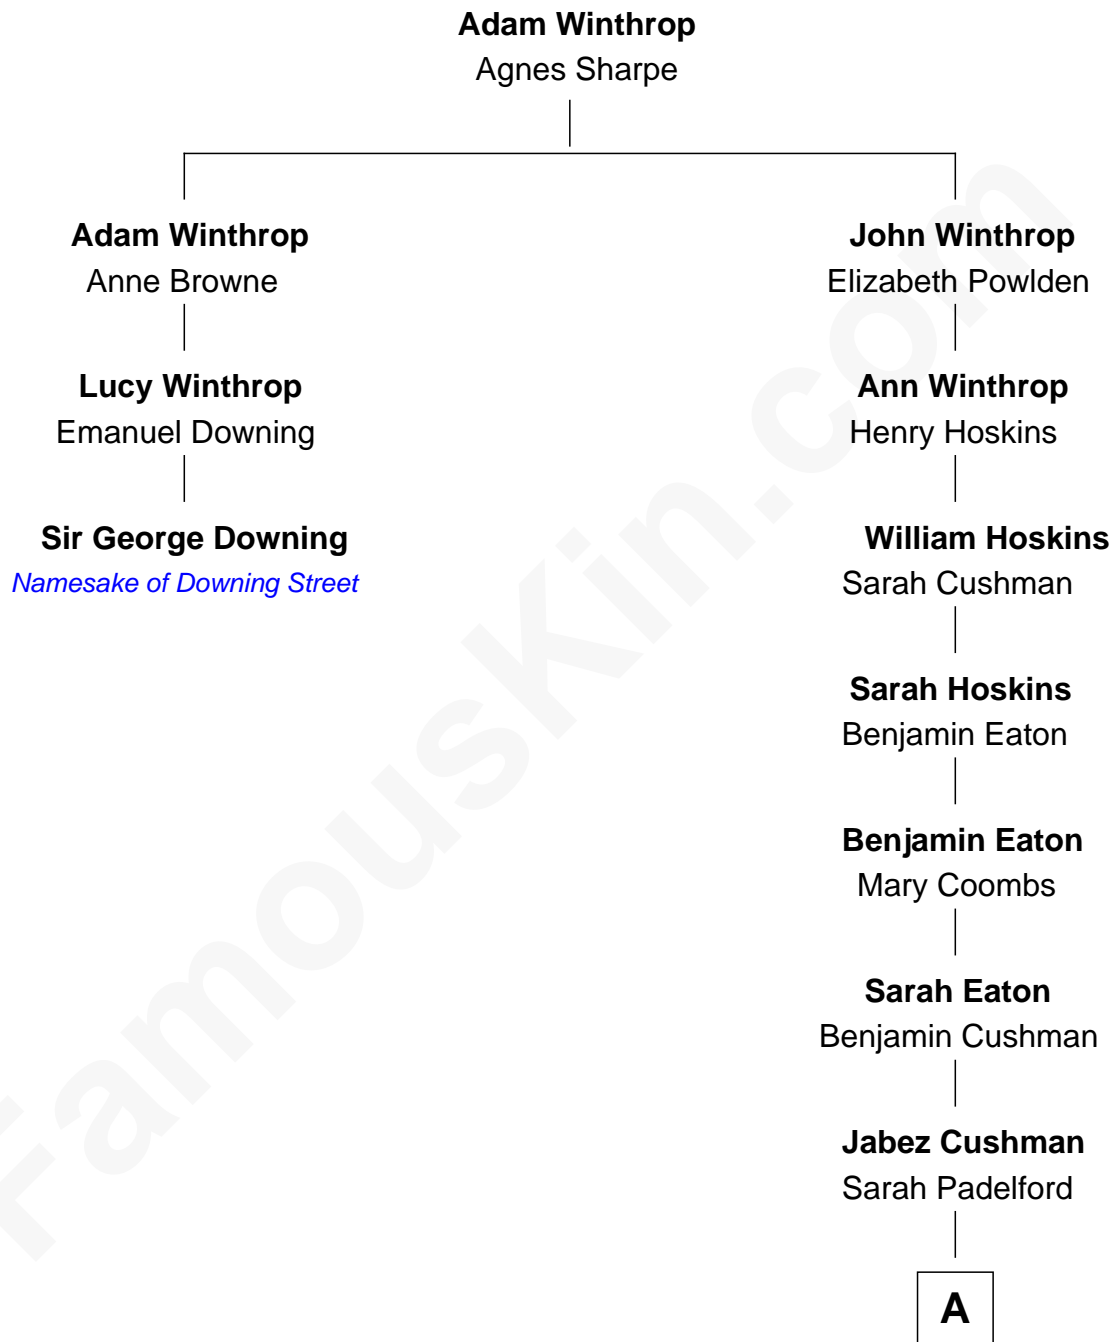 Adam Winthrop
Agnes Sharpe
Adam Winthrop
Anne Browne
John Winthrop
Elizabeth Powlden
Lucy Winthrop
Emanuel Downing
Ann Winthrop
Henry Hoskins
Sir George Downing
Namesake of Downing Street
William Hoskins
Sarah Cushman
Sarah Hoskins
Benjamin Eaton
Benjamin Eaton
Mary Coombs
Sarah Eaton
Benjamin Cushman
Jabez Cushman
Sarah Padelford
A
FamousKin.com